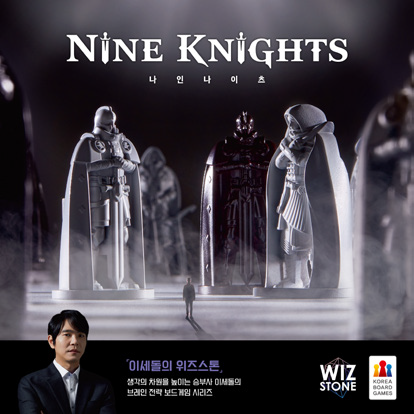 NINE KNIGHTS
나 인 나 이 츠
「이세돌의 위즈스톤」
생각의 차원을 높이는 승부사 이세돌의
브레인 전략 보드게임 시리즈
WIZ
STONE
KOREA
BOARD
GAMES